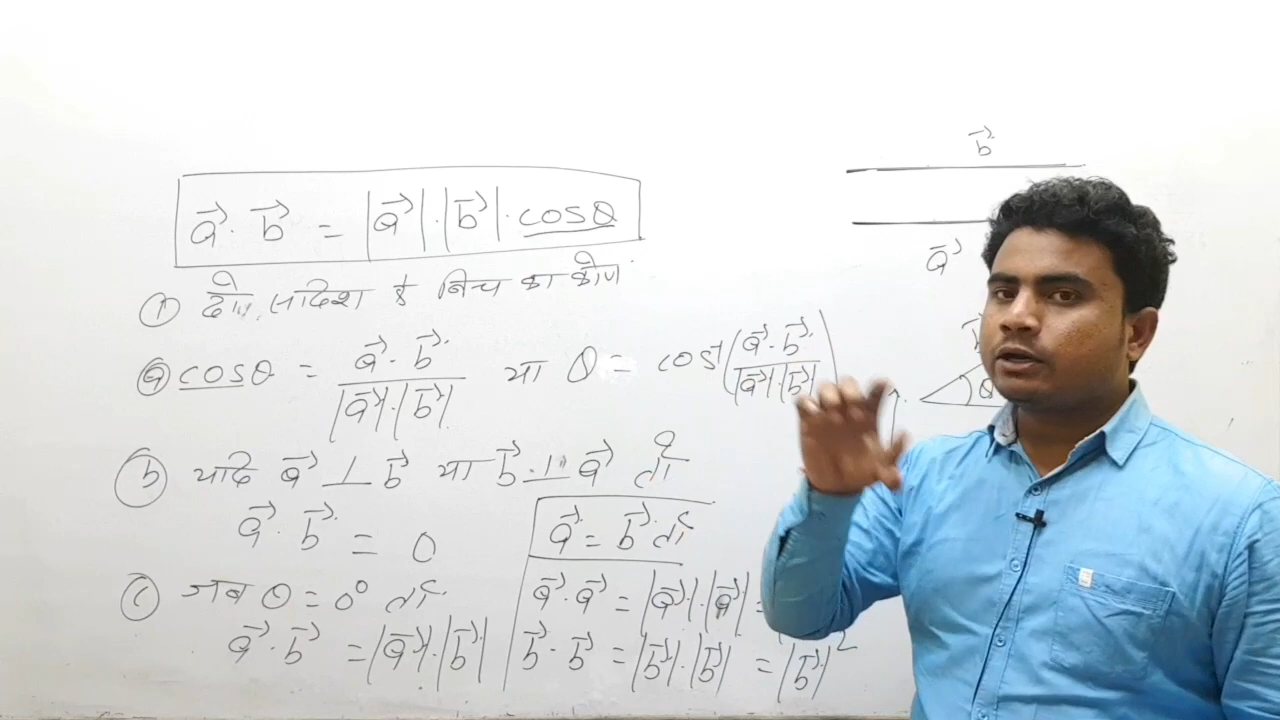 a⃗ · b⃗ = |a⃗|·|b⃗|·cosθ
① दो सदिश के बिच का कोण
ⓐ cosθ = a⃗·b⃗ / |a⃗|·|b⃗| या θ = cos⁻¹(a⃗·b⃗ / |a⃗|·|b⃗|)
ⓑ यदि a⃗ ⊥ b⃗ या b⃗ ⊥ a⃗ तो
a⃗·b⃗ = 0
ⓒ जब θ = 0° तो
a⃗·b⃗ = |a⃗|·|b⃗|
a⃗ = b⃗ तो
a⃗·a⃗ = |a⃗|·|a⃗| =
b⃗·b⃗ = |b⃗|·|b⃗| = |b⃗|²
b⃗
a⃗
θ